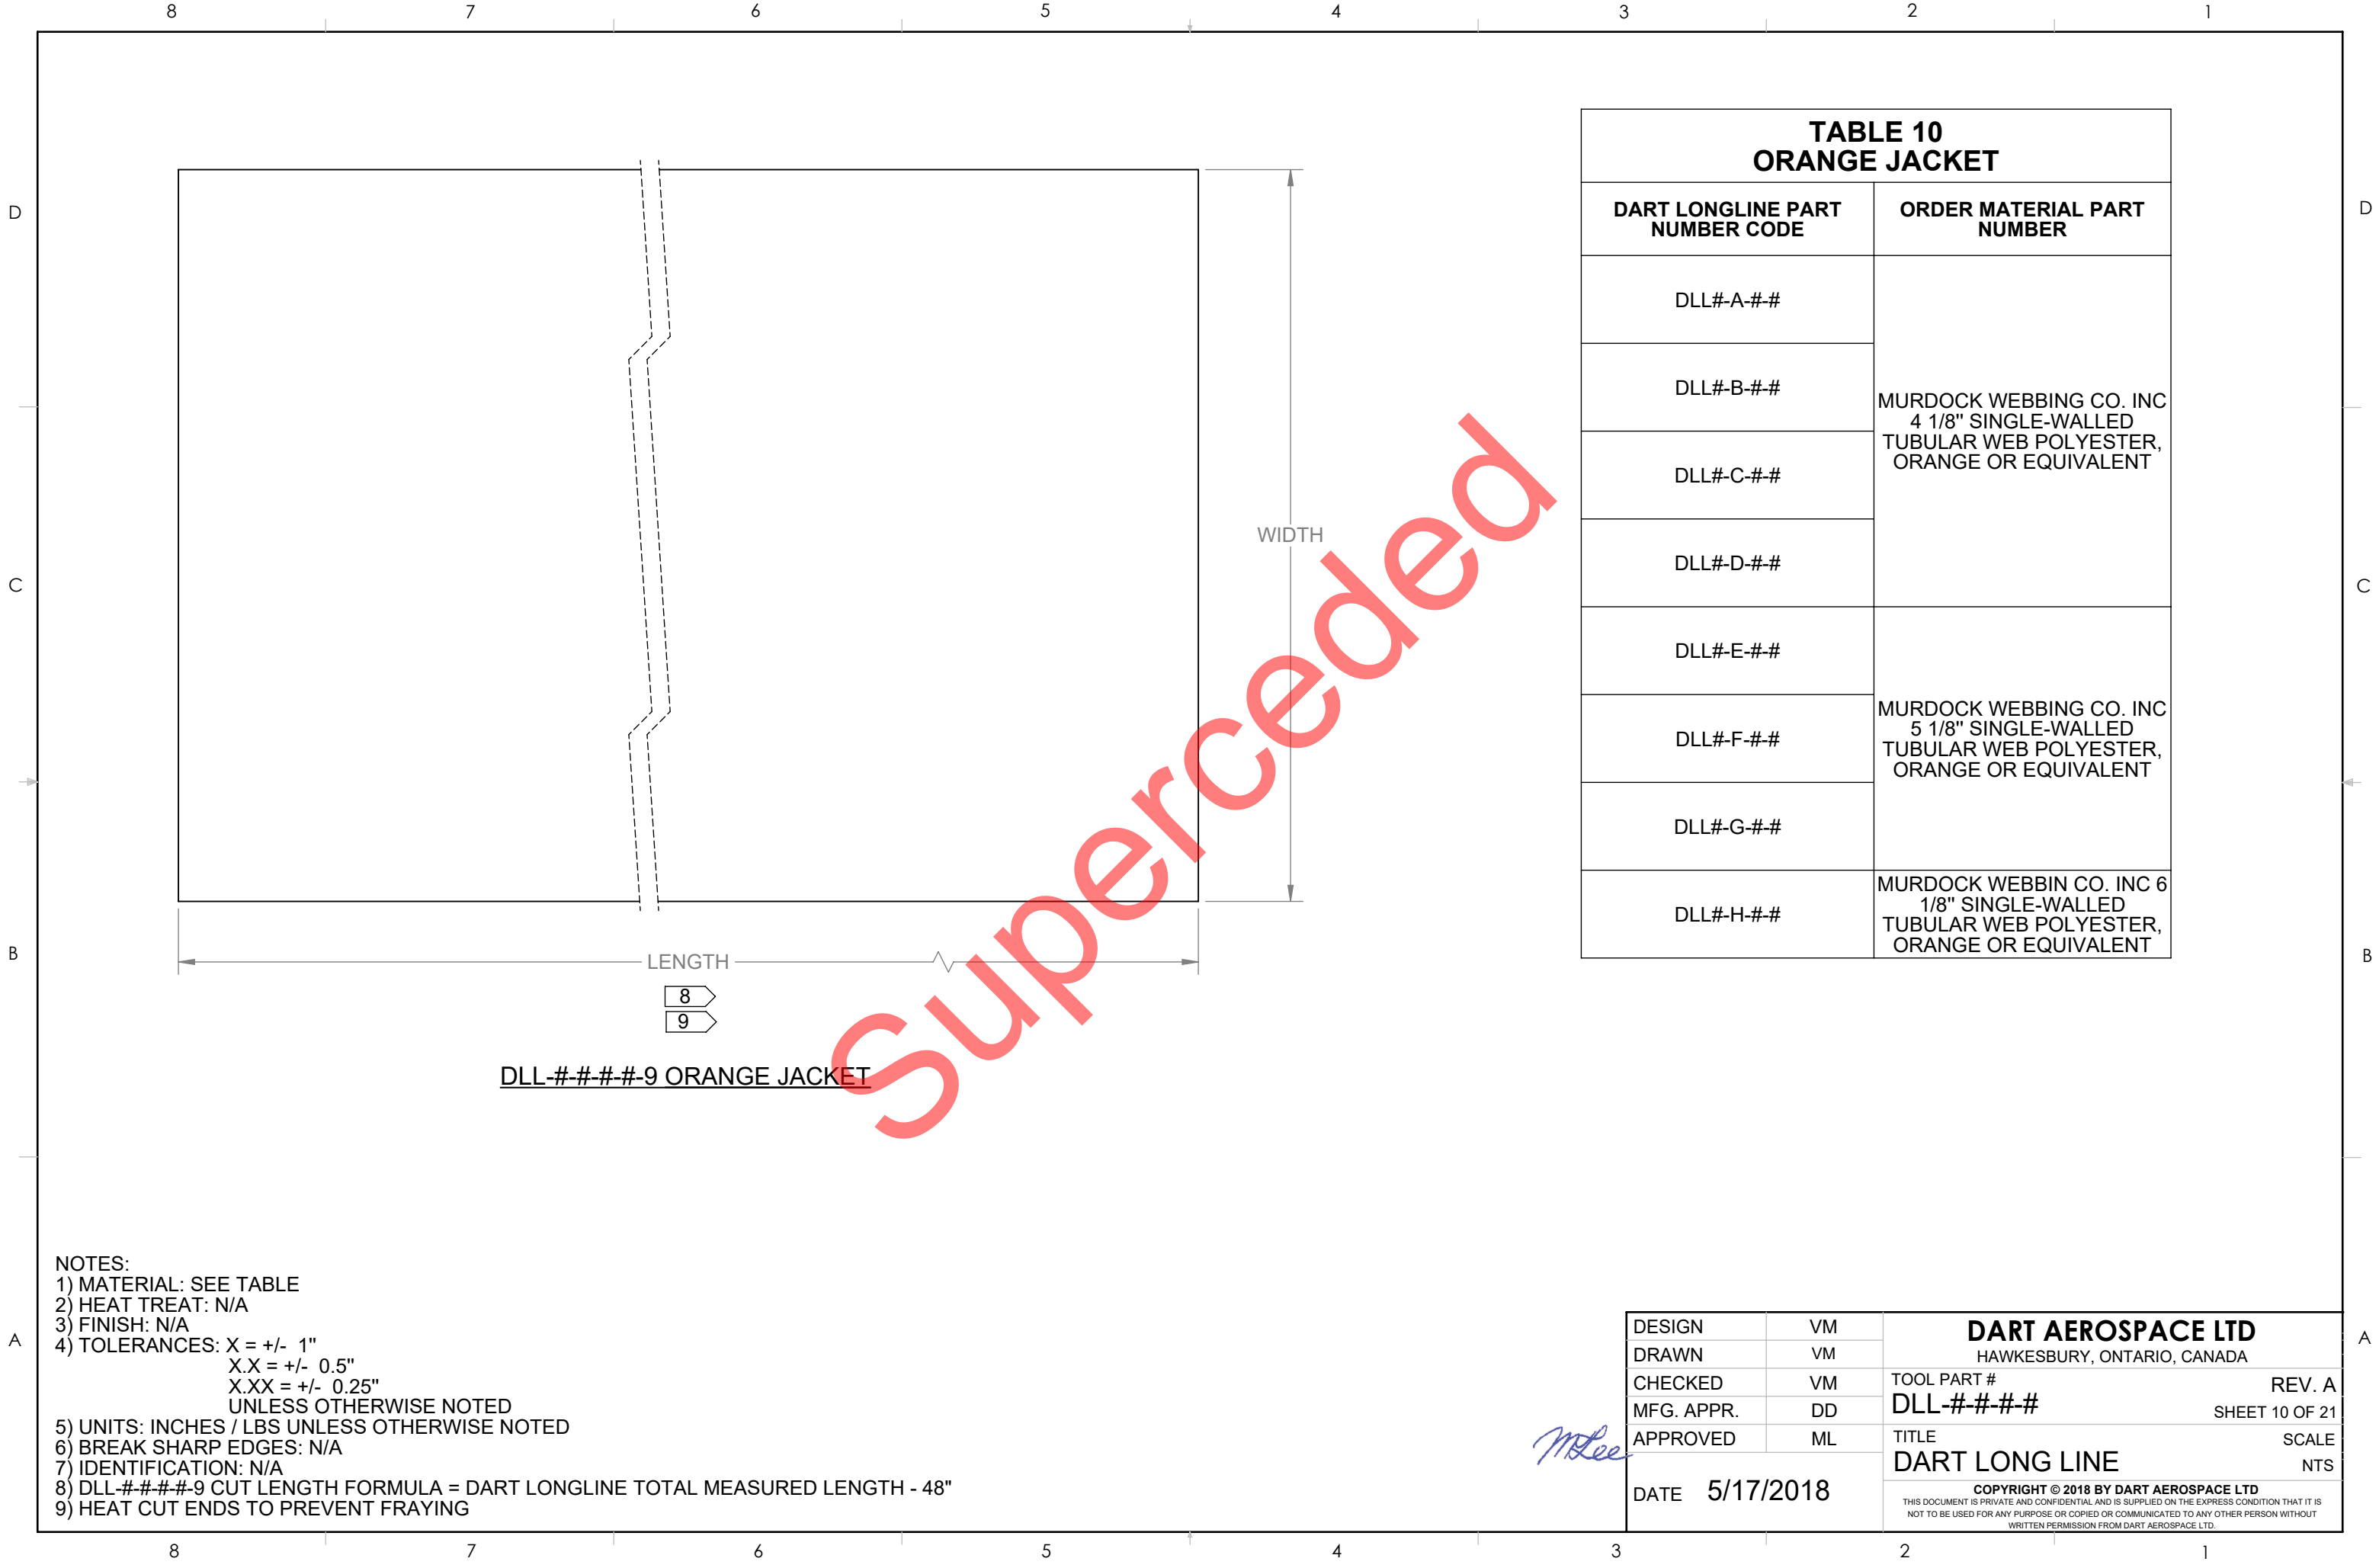 8 7 6 5 4 3 2 1
D D
C C
B B
A A
TABLE 10
ORANGE JACKET
DART LONGLINE PART
NUMBER CODE
ORDER MATERIAL PART
NUMBER
DLL#-A-#-#
DLL#-B-#-#
DLL#-C-#-#
DLL#-D-#-#
MURDOCK WEBBING CO. INC
4 1/8" SINGLE-WALLED
TUBULAR WEB POLYESTER,
ORANGE OR EQUIVALENT
DLL#-E-#-#
DLL#-F-#-#
DLL#-G-#-#
MURDOCK WEBBING CO. INC
5 1/8" SINGLE-WALLED
TUBULAR WEB POLYESTER,
ORANGE OR EQUIVALENT
DLL#-H-#-#
MURDOCK WEBBIN CO. INC 6
1/8" SINGLE-WALLED
TUBULAR WEB POLYESTER,
ORANGE OR EQUIVALENT
WIDTH
LENGTH
8
9
DLL-#-#-#-#-9 ORANGE JACKET
Superceded
NOTES:
1) MATERIAL: SEE TABLE
2) HEAT TREAT: N/A
3) FINISH: N/A
4) TOLERANCES: X = +/- 1"
X.X = +/- 0.5"
X.XX = +/- 0.25"
UNLESS OTHERWISE NOTED
5) UNITS: INCHES / LBS UNLESS OTHERWISE NOTED
6) BREAK SHARP EDGES: N/A
7) IDENTIFICATION: N/A
8) DLL-#-#-#-#-9 CUT LENGTH FORMULA = DART LONGLINE TOTAL MEASURED LENGTH - 48"
9) HEAT CUT ENDS TO PREVENT FRAYING
MLee
DESIGN VM
DRAWN VM
CHECKED VM
MFG. APPR. DD
APPROVED ML
DATE 5/17/2018
DART AEROSPACE LTD
HAWKESBURY, ONTARIO, CANADA
TOOL PART # REV. A
DLL-#-#-#-# SHEET 10 OF 21
TITLE SCALE
DART LONG LINE NTS
COPYRIGHT © 2018 BY DART AEROSPACE LTD
THIS DOCUMENT IS PRIVATE AND CONFIDENTIAL AND IS SUPPLIED ON THE EXPRESS CONDITION THAT IT IS
NOT TO BE USED FOR ANY PURPOSE OR COPIED OR COMMUNICATED TO ANY OTHER PERSON WITHOUT
WRITTEN PERMISSION FROM DART AEROSPACE LTD.
8 7 6 5 4 3 2 1